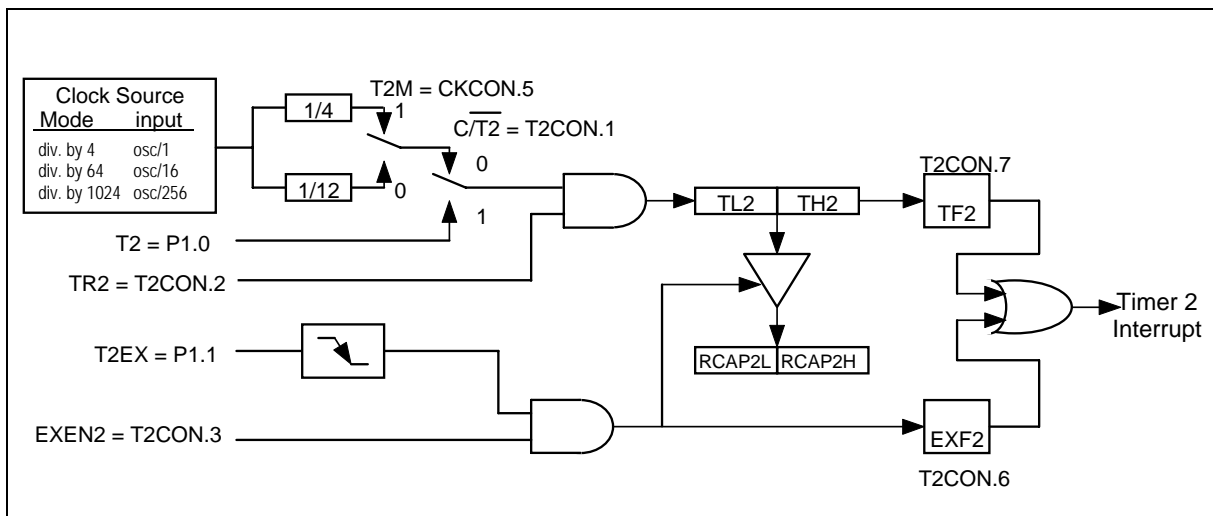 Clock Source
Mode input
div. by 4 osc/1
div. by 64 osc/16
div. by 1024 osc/256
1/4
1/12
T2M = CKCON.5
1
0
C/T2 = T2CON.1
0
1
T2 = P1.0
TR2 = T2CON.2
TL2 TH2
T2CON.7
TF2
Timer 2
Interrupt
T2EX = P1.1
RCAP2L RCAP2H
EXEN2 = T2CON.3
EXF2
T2CON.6